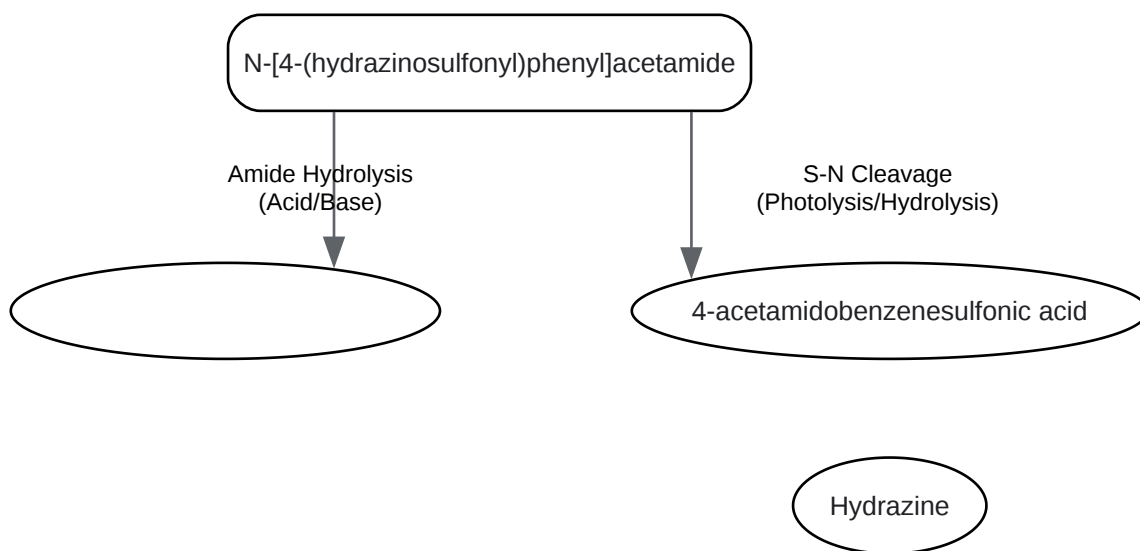 N-[4-(hydrazinosulfonyl)phenyl]acetamide
Amide Hydrolysis
(Acid/Base)
S-N Cleavage
(Photolysis/Hydrolysis)
4-acetamidobenzenesulfonic acid
Hydrazine